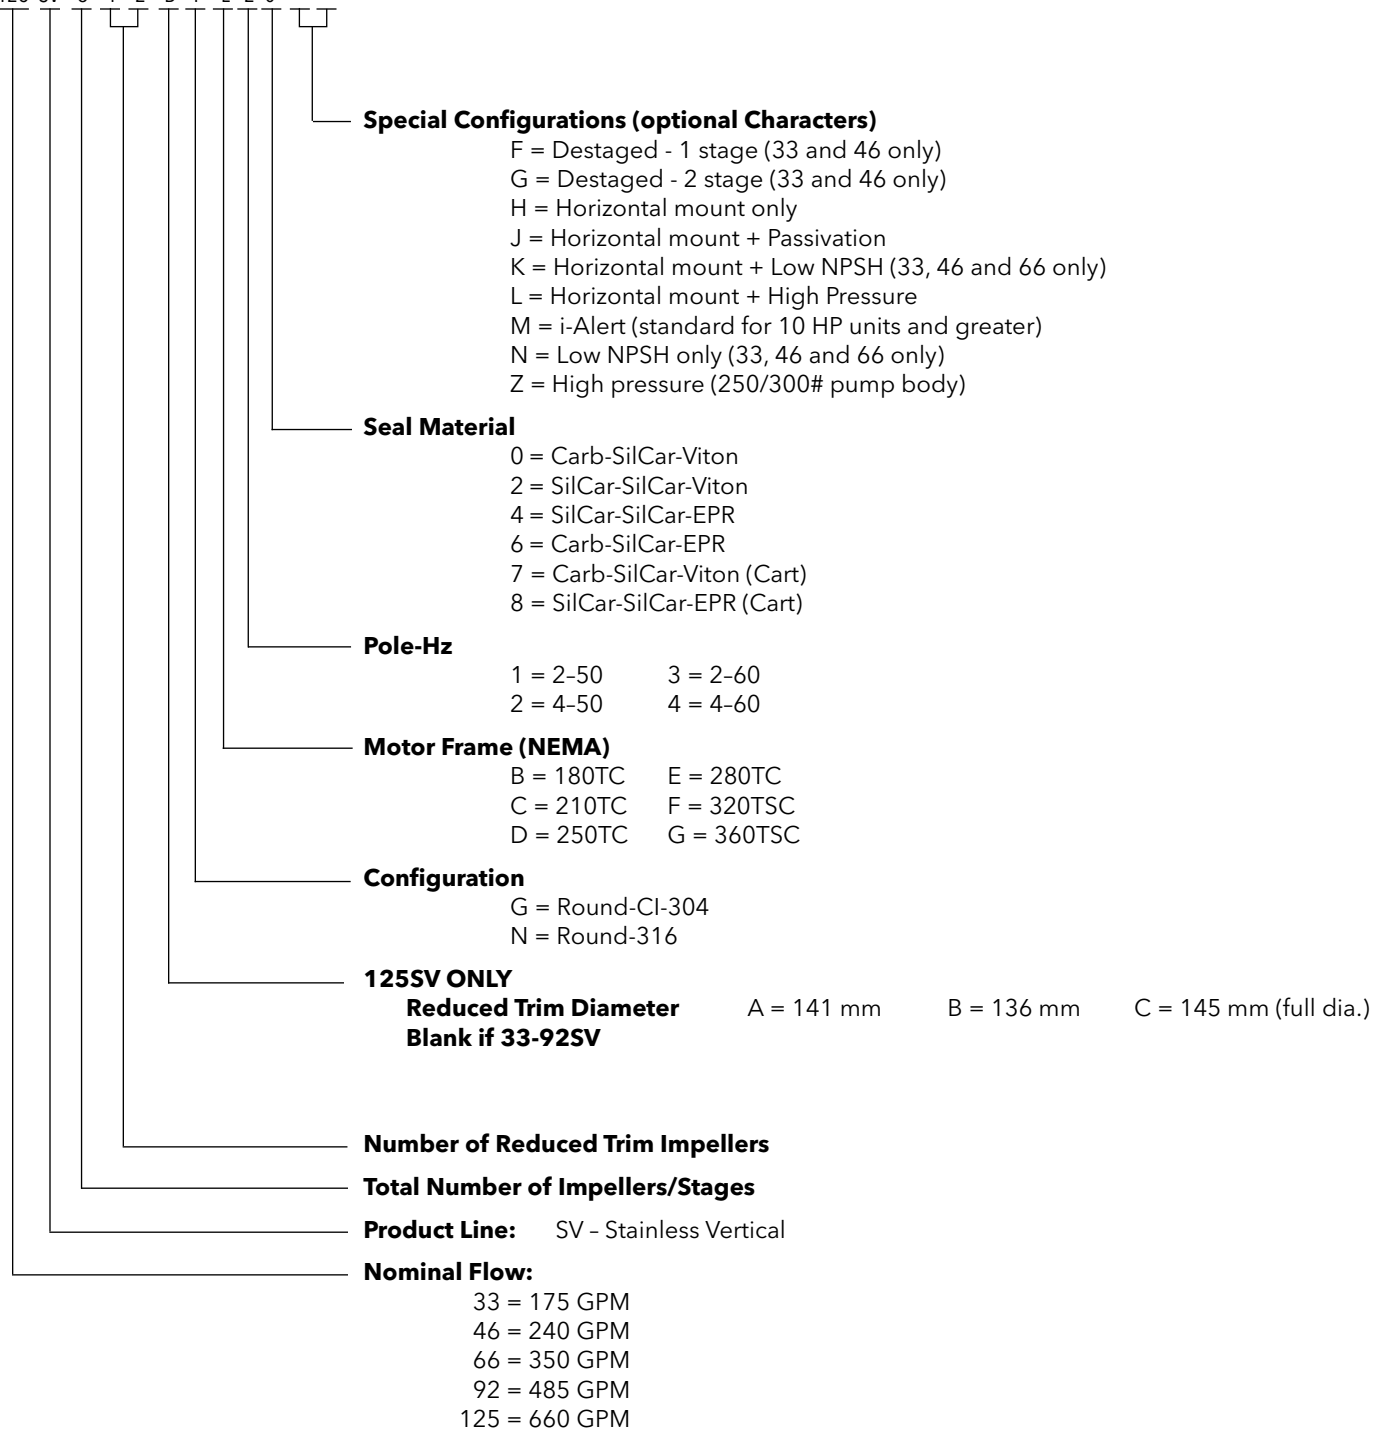 Special Configurations (optional Characters)
F = Destaged - 1 stage (33 and 46 only)
G = Destaged - 2 stage (33 and 46 only)
H = Horizontal mount only
J = Horizontal mount + Passivation
K = Horizontal mount + Low NPSH (33, 46 and 66 only)
L = Horizontal mount + High Pressure
M = i-Alert (standard for 10 HP units and greater)
N = Low NPSH only (33, 46 and 66 only)
Z = High pressure (250/300# pump body)
Seal Material
0 = Carb-SilCar-Viton
2 = SilCar-SilCar-Viton
4 = SilCar-SilCar-EPR
6 = Carb-SilCar-EPR
7 = Carb-SilCar-Viton (Cart)
8 = SilCar-SilCar-EPR (Cart)
Pole-Hz
1 = 2–50 3 = 2–60
2 = 4–50 4 = 4–60
Motor Frame (NEMA)
B = 180TC E = 280TC
C = 210TC F = 320TSC
D = 250TC G = 360TSC
Configuration
G = Round-CI-304
N = Round-316
125SV ONLY
Reduced Trim Diameter A = 141 mm B = 136 mm C = 145 mm (full dia.)
Blank if 33-92SV
Number of Reduced Trim Impellers
Total Number of Impellers/Stages
Product Line: SV – Stainless Vertical
Nominal Flow:
33 = 175 GPM
46 = 240 GPM
66 = 350 GPM
92 = 485 GPM
125 = 660 GPM